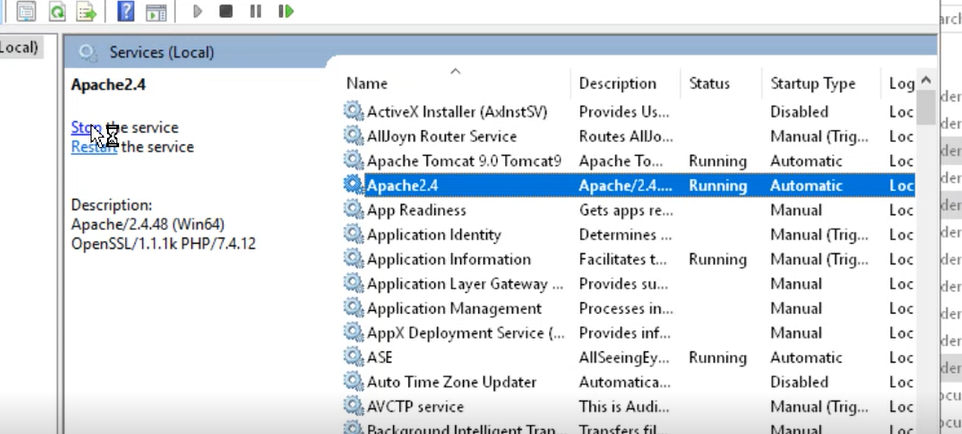 Local)
Services (Local)
Apache2.4
Stop the service
Restart the service
Description:
Apache/2.4.48 (Win64)
OpenSSL/1.1.1k PHP/7.4.12
Name Description Status Startup Type Log
ActiveX Installer (AxInstSV) Provides Us... Disabled Loc
AllJoyn Router Service Routes AllJo... Manual (Trig... Loc
Apache Tomcat 9.0 Tomcat9 Apache To... Running Automatic Loc
Apache2.4 Apache/2.4.... Running Automatic Loc
App Readiness Gets apps re... Manual Loc
Application Identity Determines ... Manual (Trig... Loc
Application Information Facilitates t... Running Manual (Trig... Loc
Application Layer Gateway ... Provides su... Manual Loc
Application Management Processes in... Manual Loc
AppX Deployment Service (... Provides inf... Manual Loc
ASE AllSeeingEy... Running Automatic Loc
Auto Time Zone Updater Automatica... Disabled Loc
AVCTP service This is Audi... Manual (Trig... Loc
Background Intelligent Tran... Transfers fil... Manual Loc